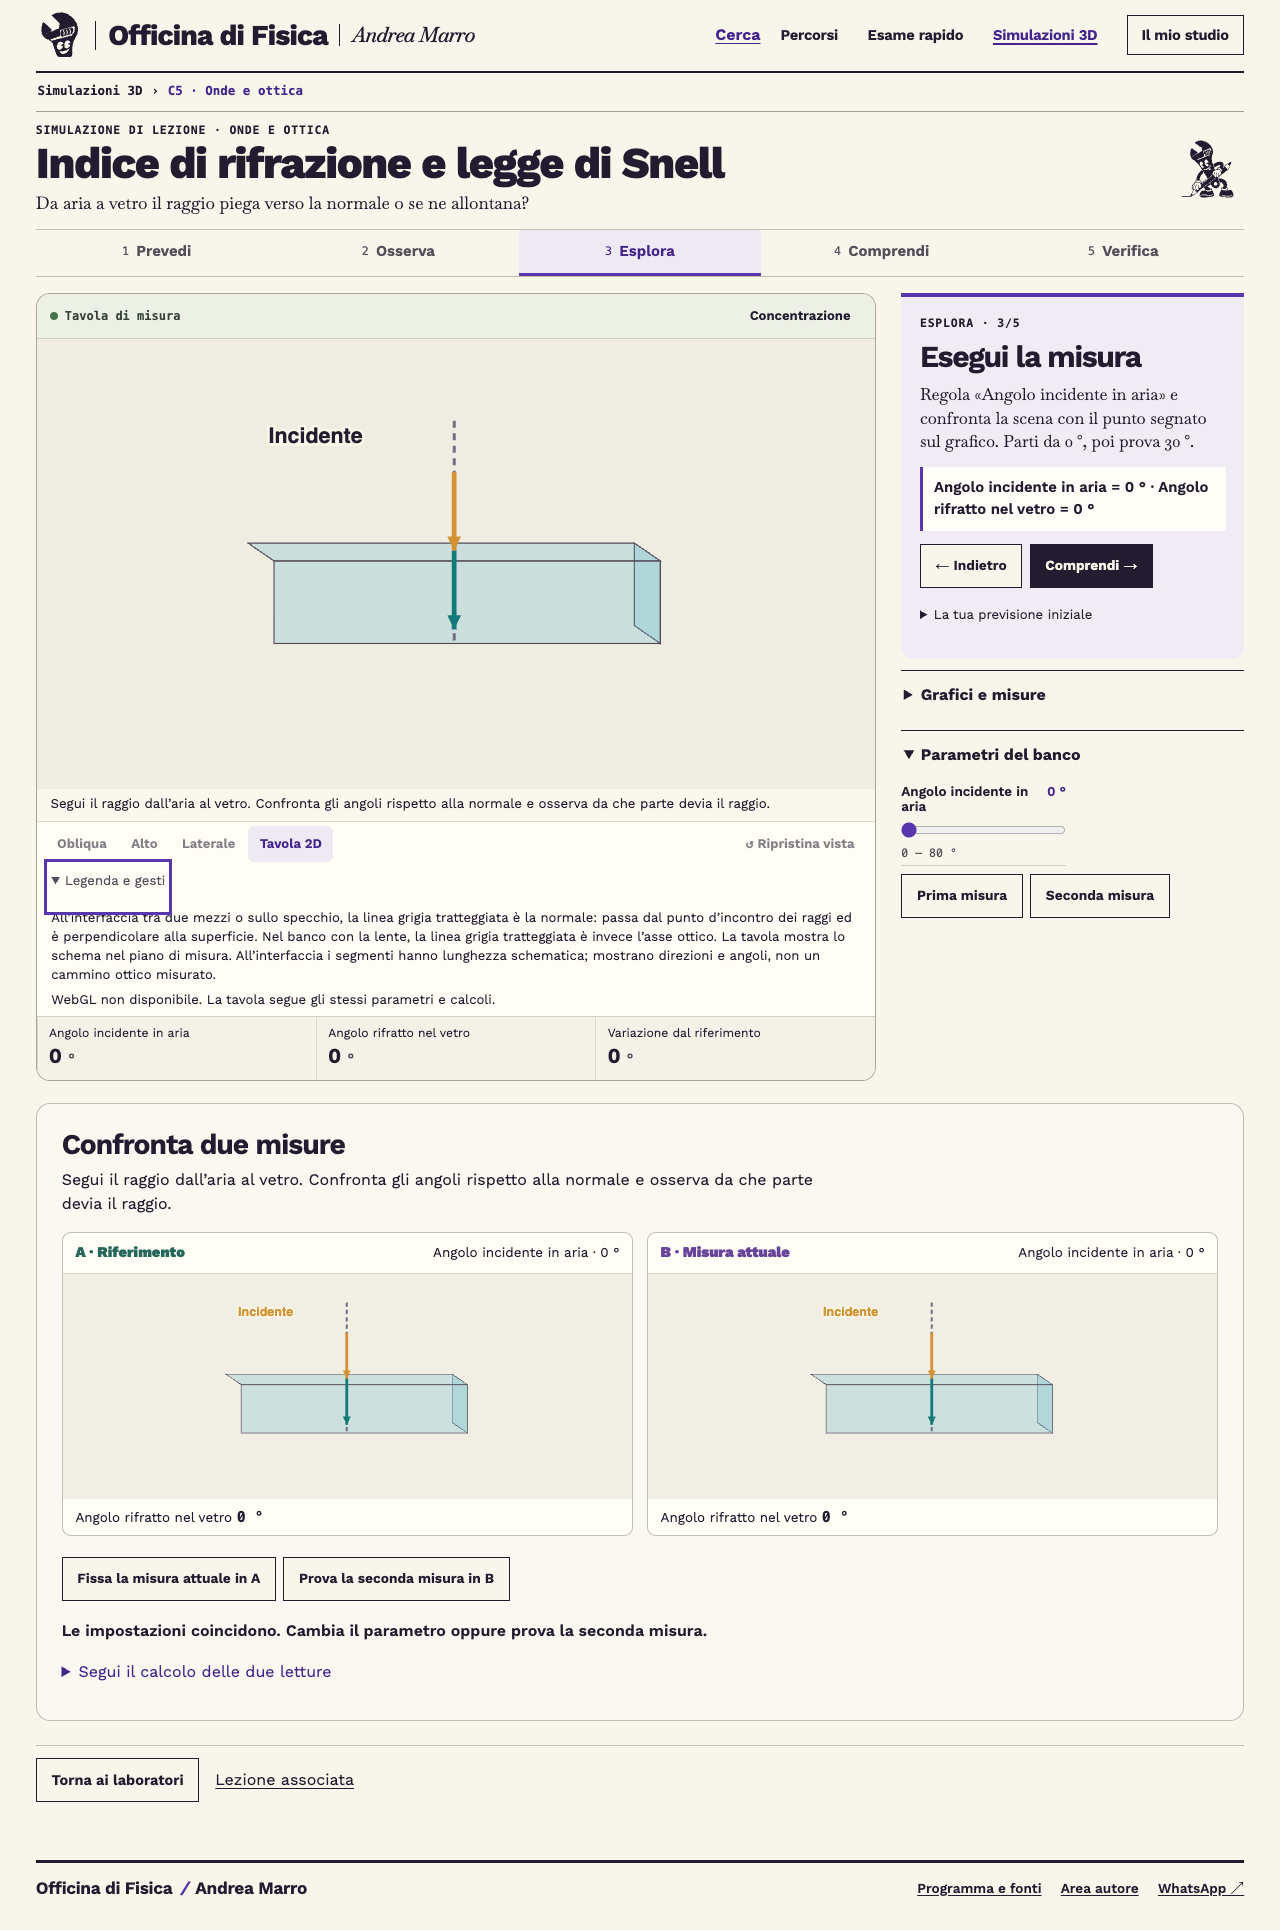 Officina di Fisica
Andrea Marro
Cerca
Percorsi
Esame rapido
Simulazioni 3D
Il mio studio
Simulazioni 3D › C5 · Onde e ottica
SIMULAZIONE DI LEZIONE · ONDE E OTTICA
Indice di rifrazione e legge di Snell
Da aria a vetro il raggio piega verso la normale o se ne allontana?
1 Prevedi
2 Osserva
3 Esplora
4 Comprendi
5 Verifica
Tavola di misura
Concentrazione
Incidente
Segui il raggio dall’aria al vetro. Confronta gli angoli rispetto alla normale e osserva da che parte devia il raggio.
Obliqua
Alto
Laterale
Tavola 2D
↺ Ripristina vista
▼ Legenda e gesti
All’interfaccia tra due mezzi o sullo specchio, la linea grigia tratteggiata è la normale: passa dal punto d’incontro dei raggi ed
è perpendicolare alla superficie. Nel banco con la lente, la linea grigia tratteggiata è invece l’asse ottico. La tavola mostra lo
schema nel piano di misura. All’interfaccia i segmenti hanno lunghezza schematica; mostrano direzioni e angoli, non un
cammino ottico misurato.
WebGL non disponibile. La tavola segue gli stessi parametri e calcoli.
Angolo incidente in aria
0 °
Angolo rifratto nel vetro
0 °
Variazione dal riferimento
0 °
ESPLORA · 3/5
Esegui la misura
Regola «Angolo incidente in aria» e
confronta la scena con il punto segnato
sul grafico. Parti da 0 °, poi prova 30 °.
Angolo incidente in aria = 0 ° · Angolo
rifratto nel vetro = 0 °
← Indietro
Comprendi →
▶ La tua previsione iniziale
▶ Grafici e misure
▼ Parametri del banco
Angolo incidente in
aria
0 °
0 — 80 °
Prima misura
Seconda misura
Confronta due misure
Segui il raggio dall’aria al vetro. Confronta gli angoli rispetto alla normale e osserva da che parte
devia il raggio.
A · Riferimento
Angolo incidente in aria · 0 °
Incidente
Angolo rifratto nel vetro 0 °
B · Misura attuale
Angolo incidente in aria · 0 °
Incidente
Angolo rifratto nel vetro 0 °
Fissa la misura attuale in A
Prova la seconda misura in B
Le impostazioni coincidono. Cambia il parametro oppure prova la seconda misura.
▶ Segui il calcolo delle due letture
Torna ai laboratori
Lezione associata
Officina di Fisica / Andrea Marro
Programma e fonti
Area autore
WhatsApp ↗